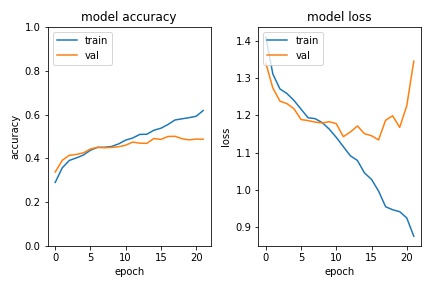 model accuracy
1.0
0.8
0.6
0.4
0.2
0.0
accuracy
train
val
0 5 10 15 20
epoch
model loss
1.4
1.3
1.2
1.1
1.0
0.9
loss
train
val
0 5 10 15 20
epoch